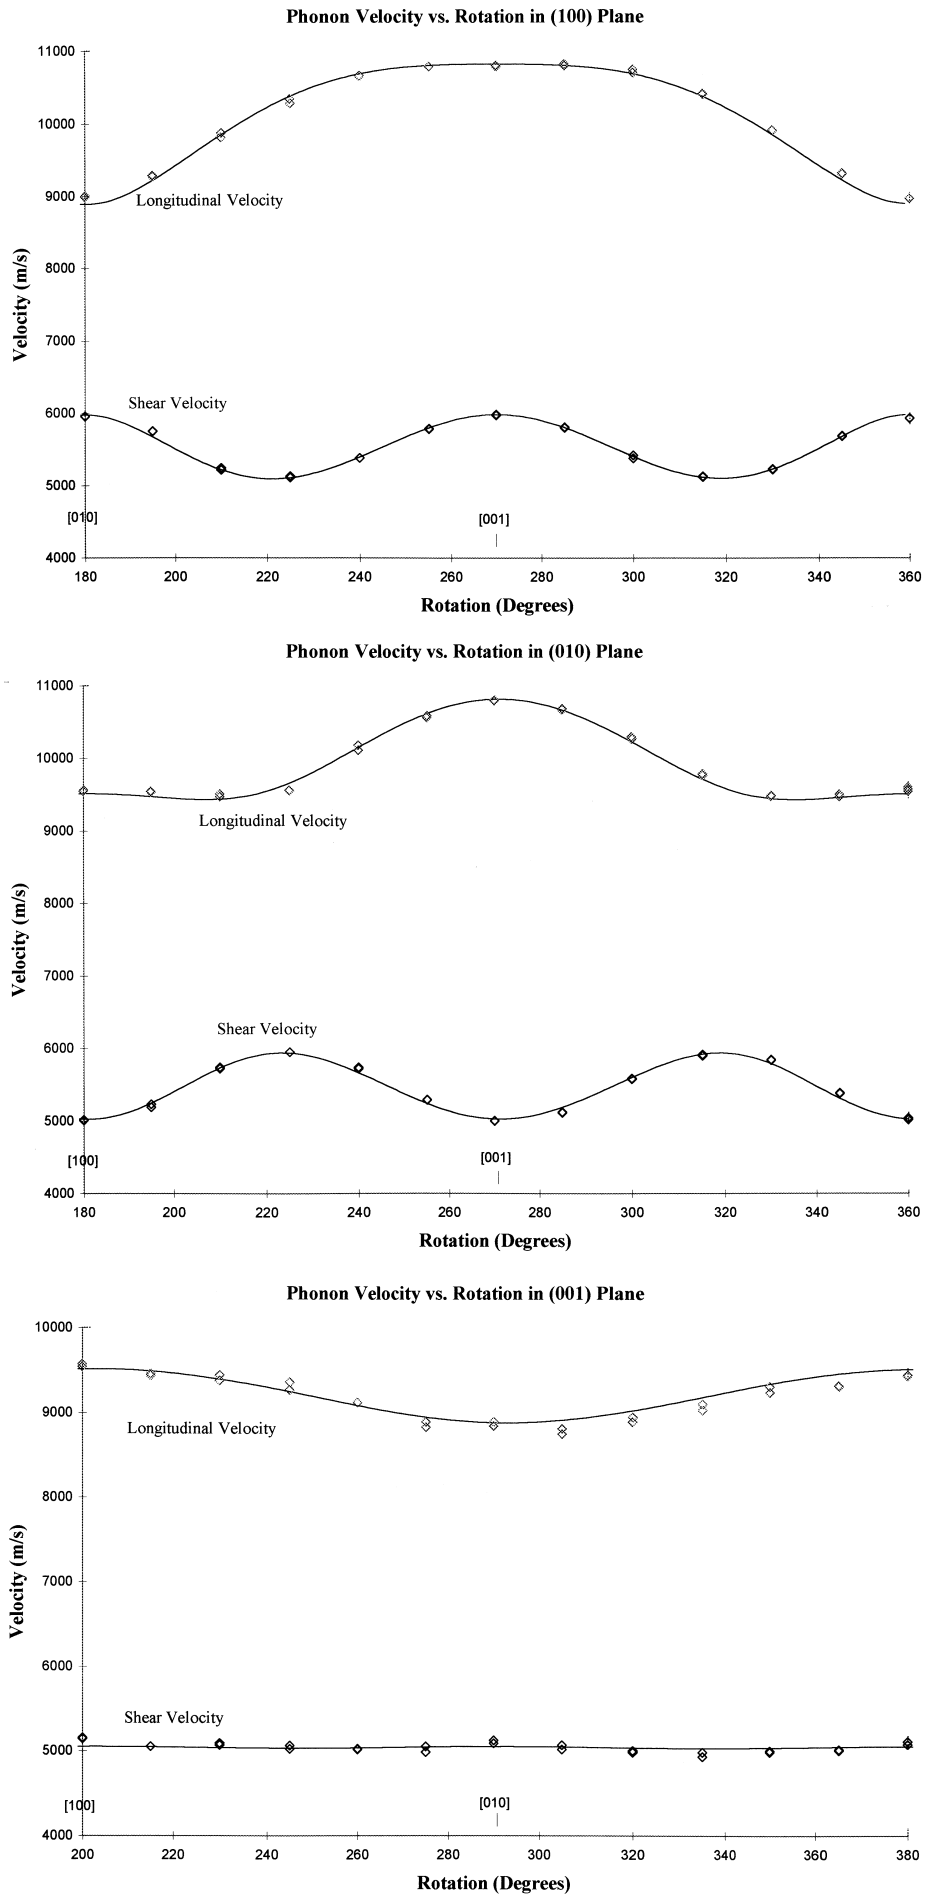 Phonon Velocity vs. Rotation in (100) Plane
11000
10000
9000
Longitudinal Velocity
8000
Velocity (m/s)
7000
6000
Shear Velocity
5000
[010]
[001]
4000
180 200 220 240 260 280 300 320 340 360
Rotation (Degrees)
Phonon Velocity vs. Rotation in (010) Plane
11000
10000
Longitudinal Velocity
9000
8000
Velocity (m/s)
7000
Shear Velocity
6000
5000
[100]
[001]
4000
180 200 220 240 260 280 300 320 340 360
Rotation (Degrees)
Phonon Velocity vs. Rotation in (001) Plane
10000
9000
Longitudinal Velocity
8000
Velocity (m/s)
7000
6000
Shear Velocity
5000
[100]
[010]
4000
200 220 240 260 280 300 320 340 360 380
Rotation (Degrees)